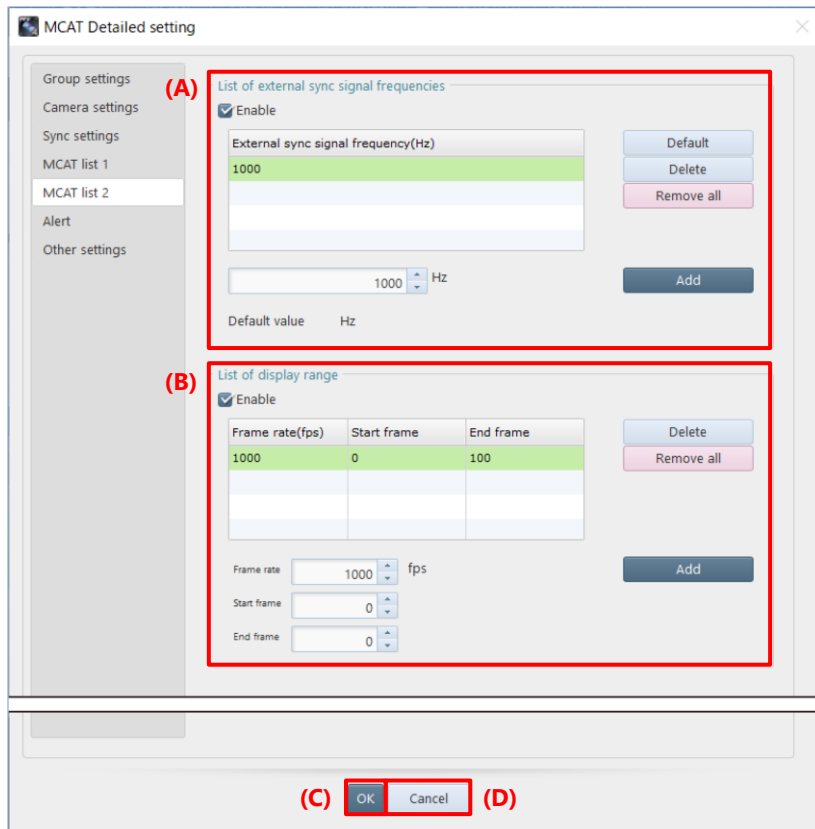 MCAT Detailed setting
Group settings
Camera settings
Sync settings
MCAT list 1
MCAT list 2
Alert
Other settings
(A)
List of external sync signal frequencies
Enable
External sync signal frequency(Hz)
1000
Default
Delete
Remove all
1000 Hz
Add
Default value Hz
(B)
List of display range
Enable
Frame rate(fps) Start frame End frame
1000 0 100
Delete
Remove all
Frame rate 1000 fps
Add
Start frame 0
End frame 0
(C) OK Cancel (D)